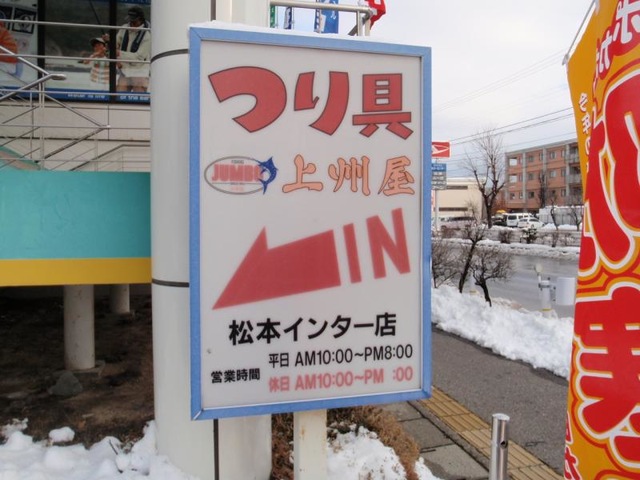 つり具
JUMBO 上州屋
IN
松本インター店
営業時間
平日 AM10:00～PM8:00
休日 AM10:00～PM :00